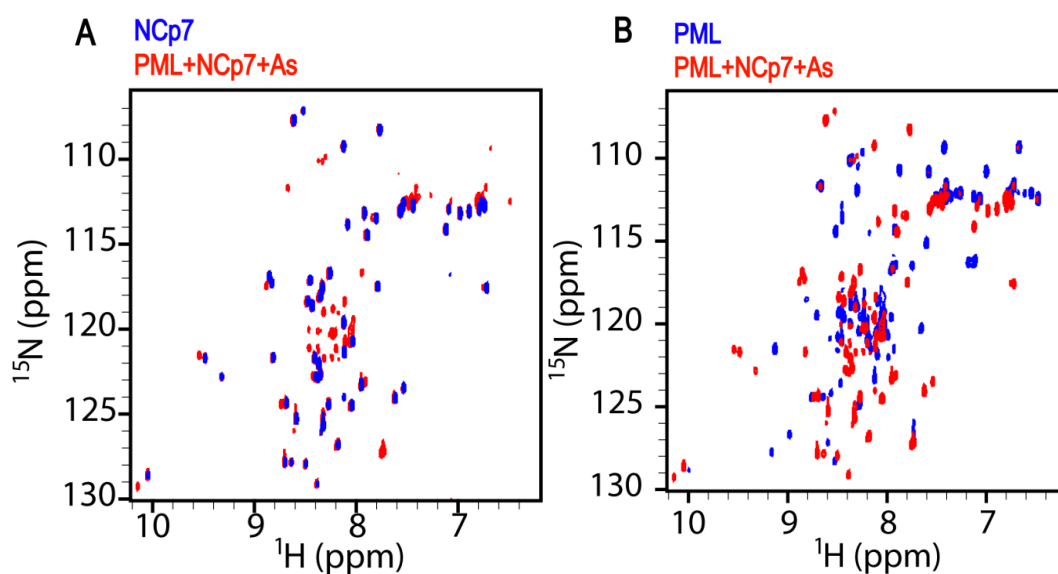 A
NCp7
PML+NCp7+As
110
115
120
125
130
10
9
8
7
¹⁵N (ppm)
¹H (ppm)
B
PML
PML+NCp7+As
110
115
120
125
130
10
9
8
7
¹⁵N (ppm)
¹H (ppm)